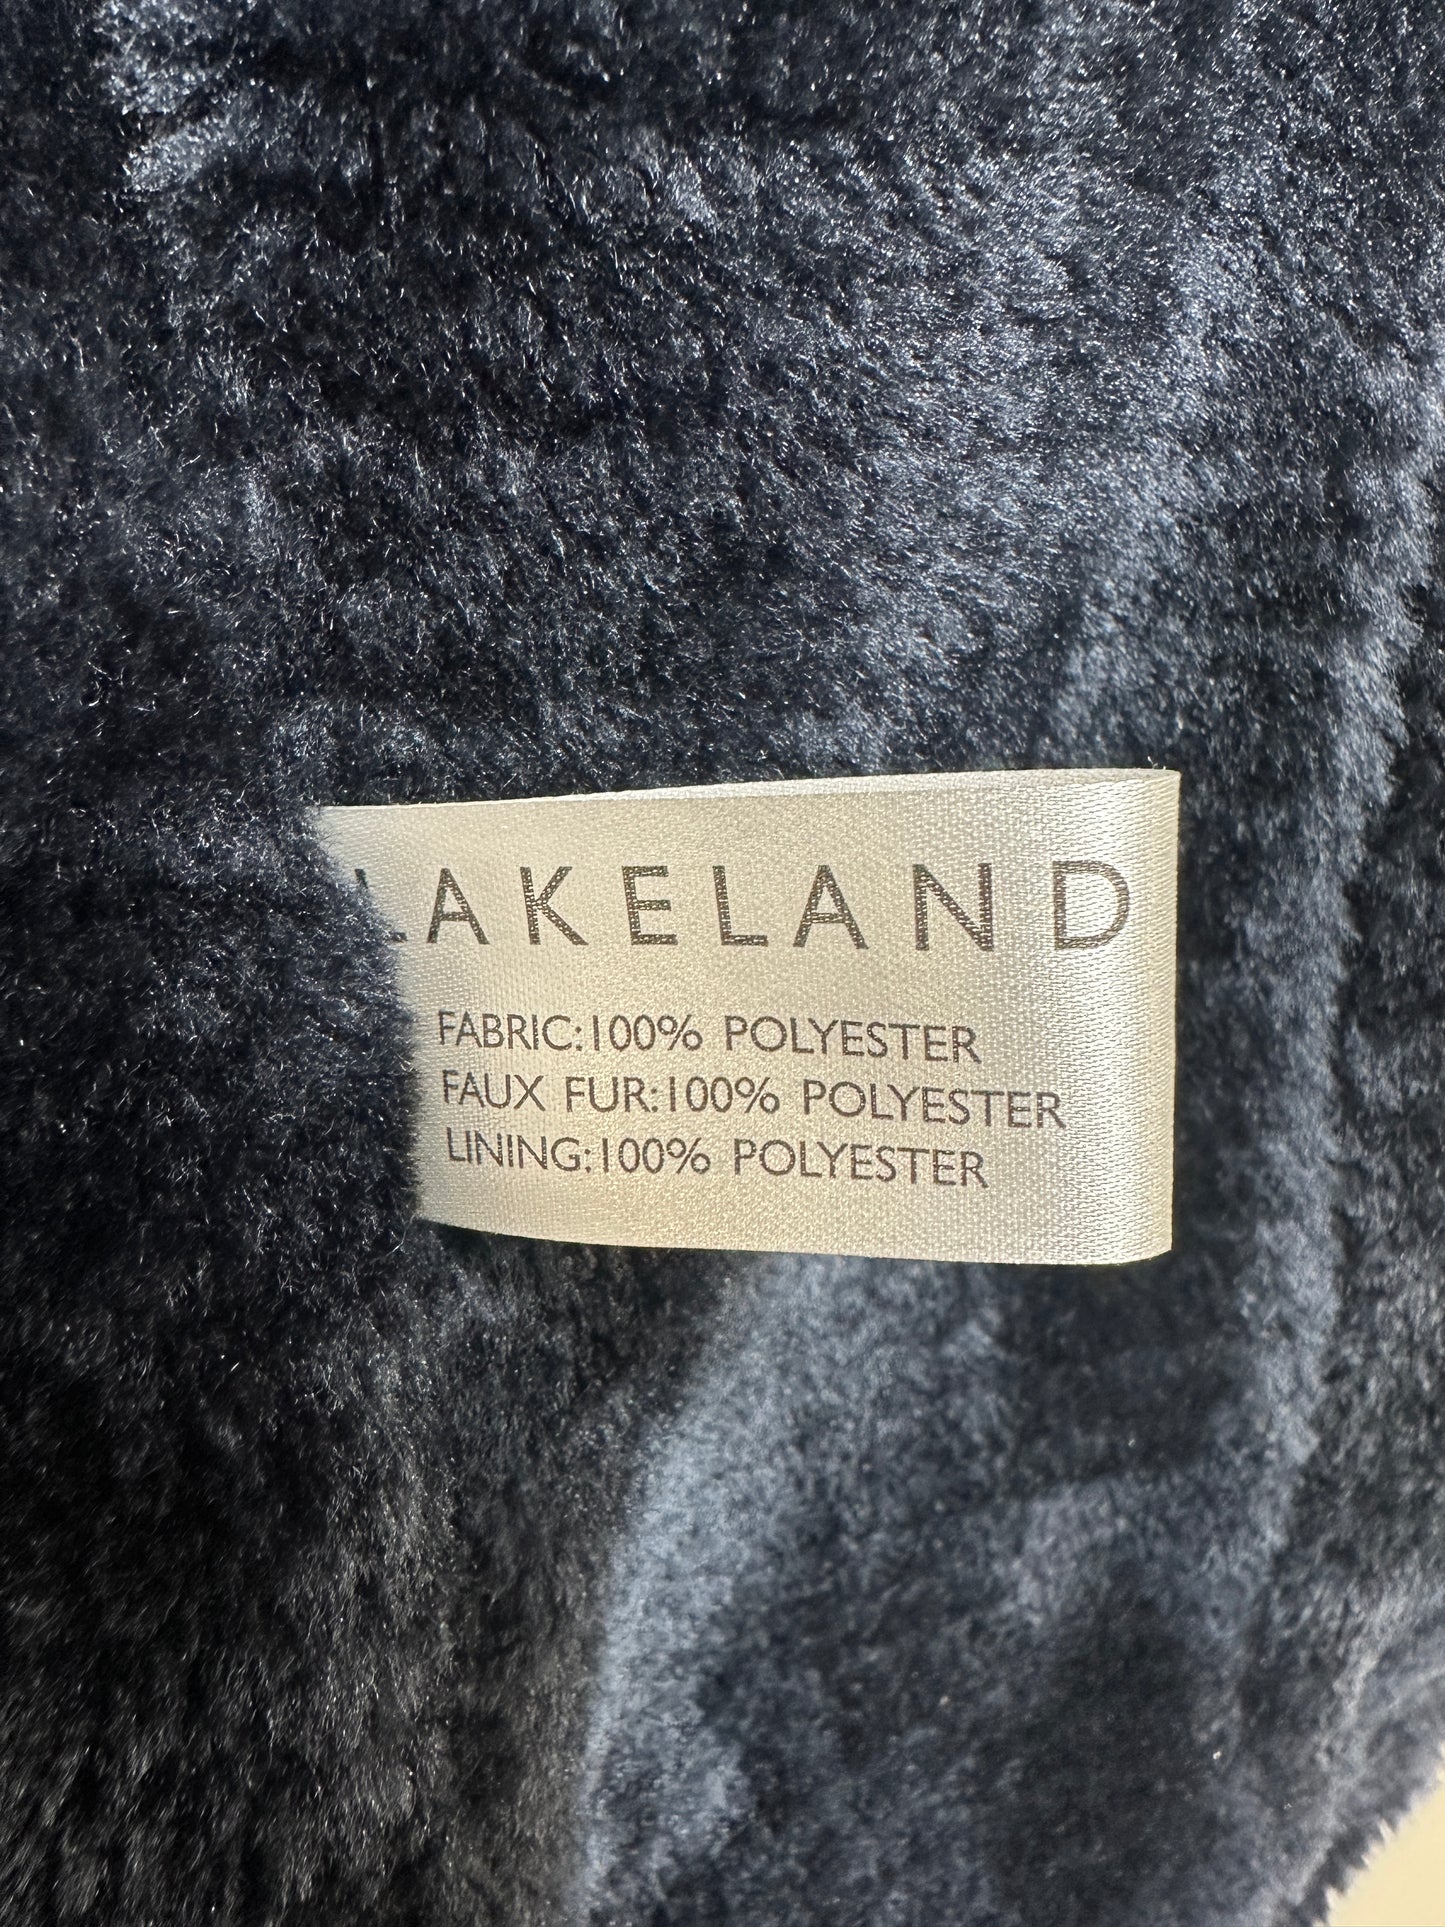 LAKELAND
FABRIC:100% POLYESTER
FAUX FUR:100% POLYESTER
LINING:100% POLYESTER